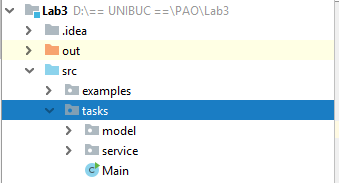 Lab3 D:\== UNIBUC ==\PAO\Lab3
.idea
out
src
examples
tasks
model
service
Main